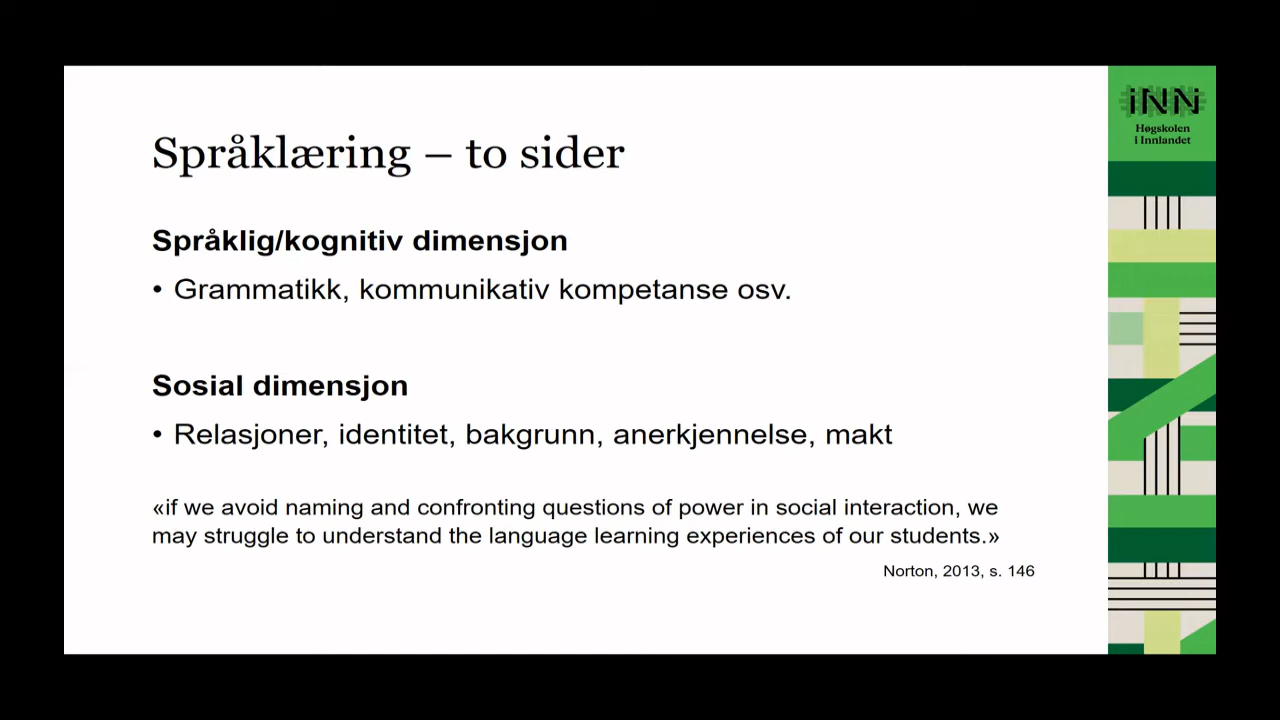 Språklæring – to sider
Språklig/kognitiv dimensjon
• Grammatikk, kommunikativ kompetanse osv.
Sosial dimensjon
• Relasjoner, identitet, bakgrunn, anerkjennelse, makt
«if we avoid naming and confronting questions of power in social interaction, we
may struggle to understand the language learning experiences of our students.»
Norton, 2013, s. 146
iNN
Høgskolen
i Innlandet